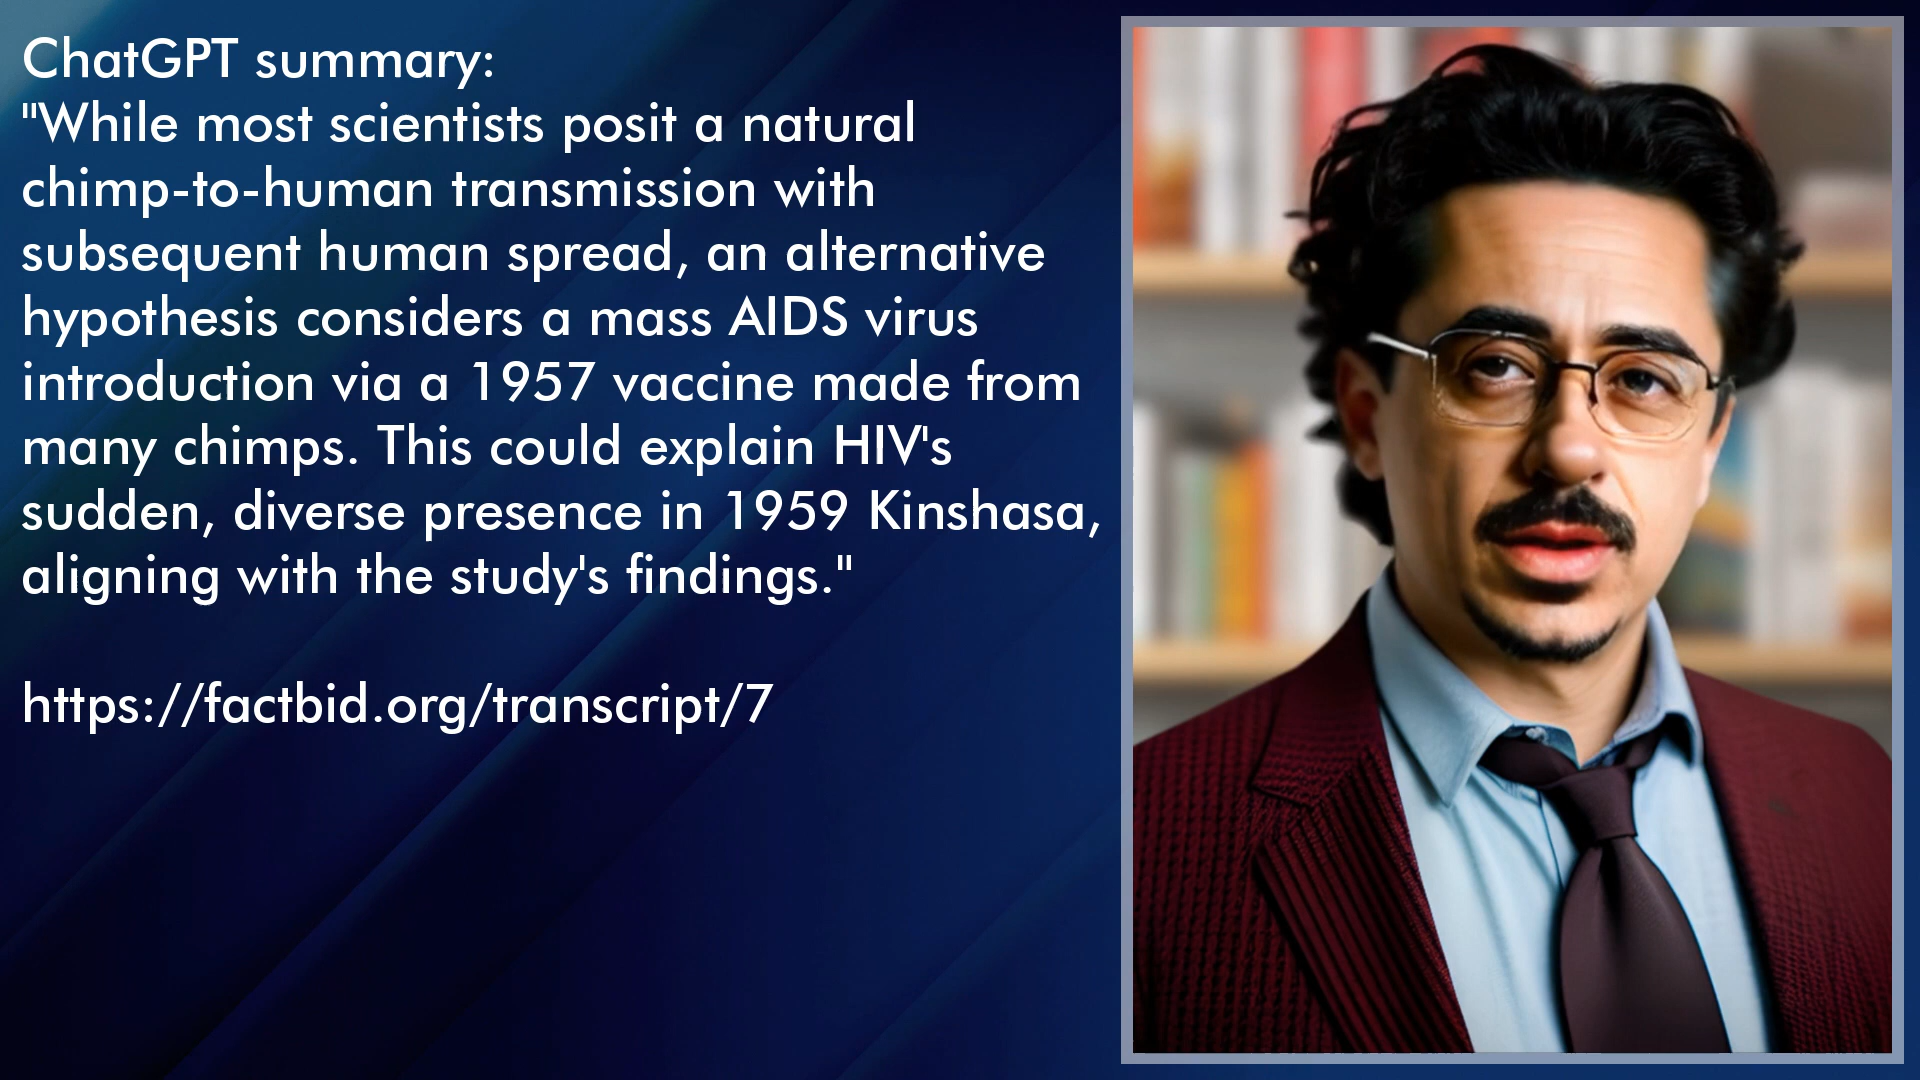 ChatGPT summary:
"While most scientists posit a natural
chimp-to-human transmission with
subsequent human spread, an alternative
hypothesis considers a mass AIDS virus
introduction via a 1957 vaccine made from
many chimps. This could explain HIV's
sudden, diverse presence in 1959 Kinshasa,
aligning with the study's findings."
https://factbid.org/transcript/7